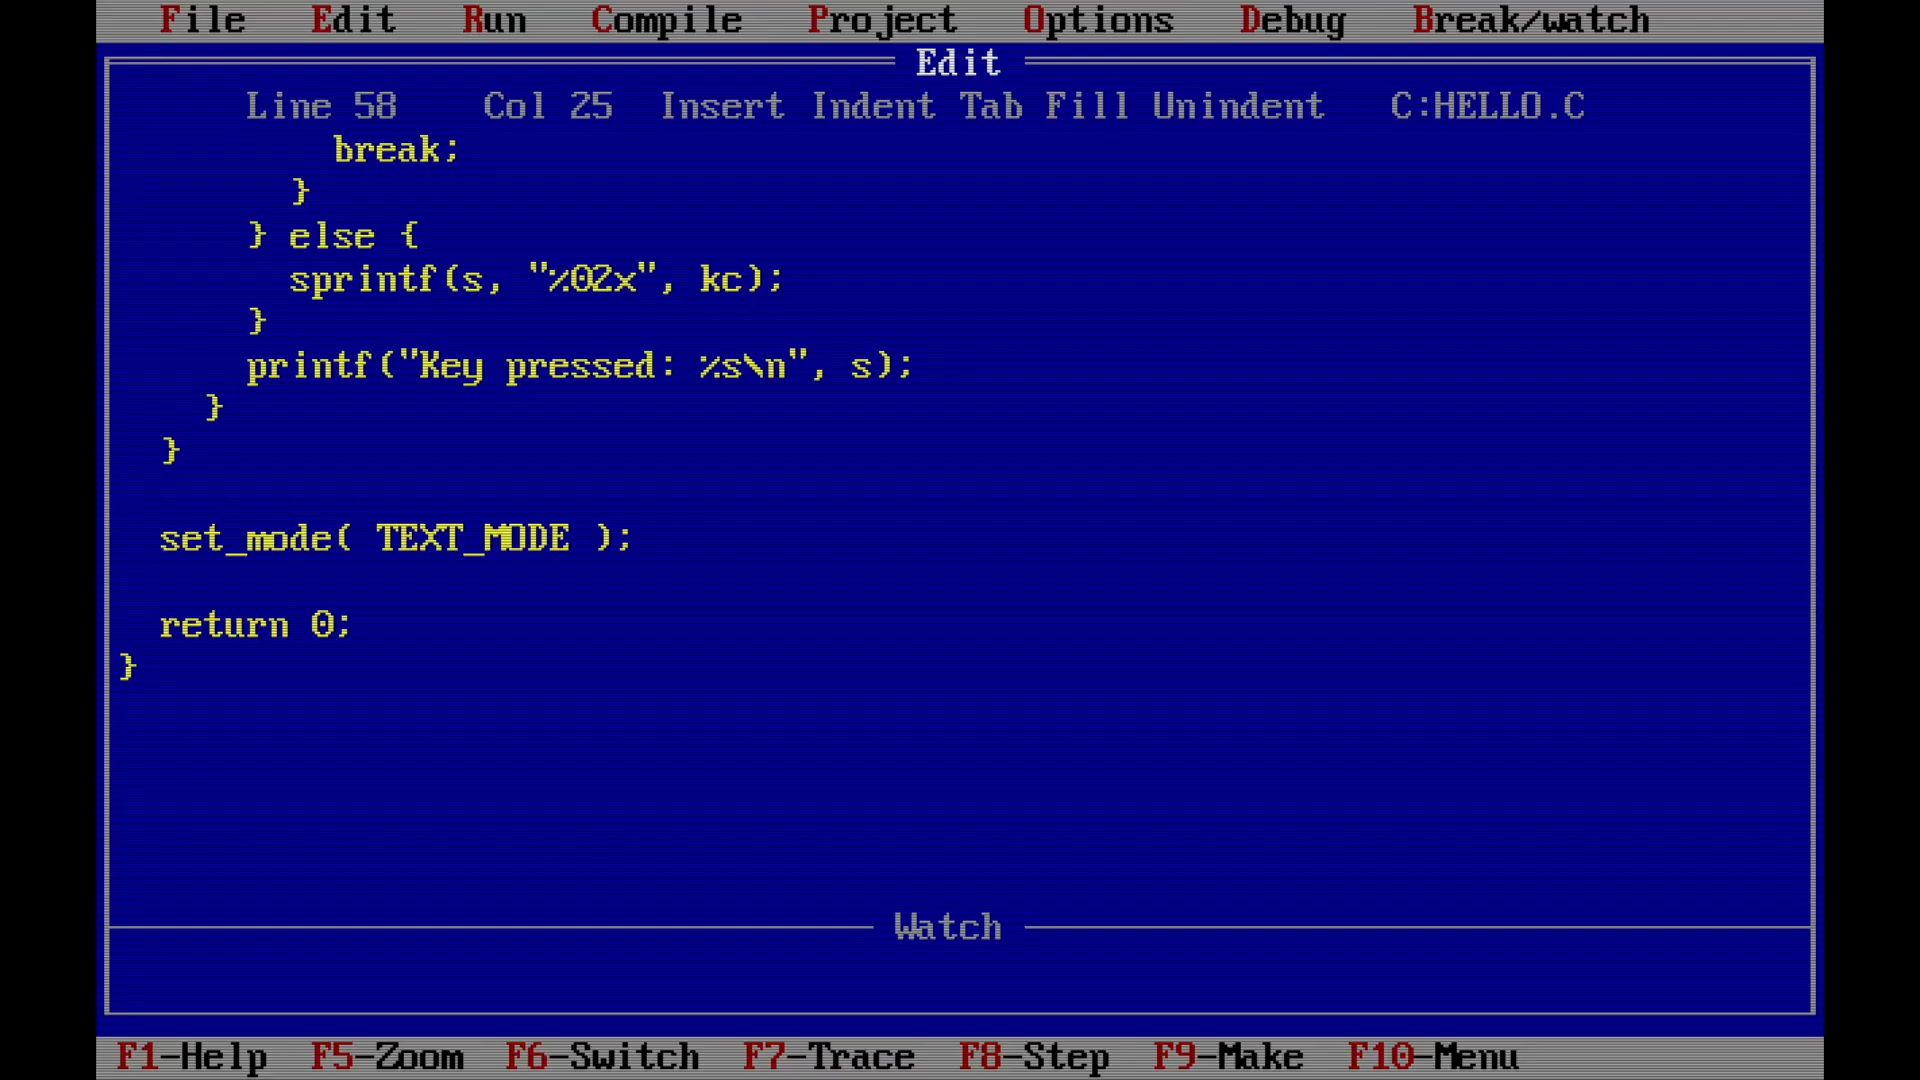 File Edit Run Compile Project Options Debug Break/watch
Edit
Line 58 Col 25 Insert Indent Tab Fill Unindent C:HELLO.C
break;
}
} else {
sprintf(s, "%02x", kc);
}
printf("Key pressed: %s\n", s);
}
}
set_mode( TEXT_MODE );
return 0;
}
Watch
F1-Help F5-Zoom F6-Switch F7-Trace F8-Step F9-Make F10-Menu